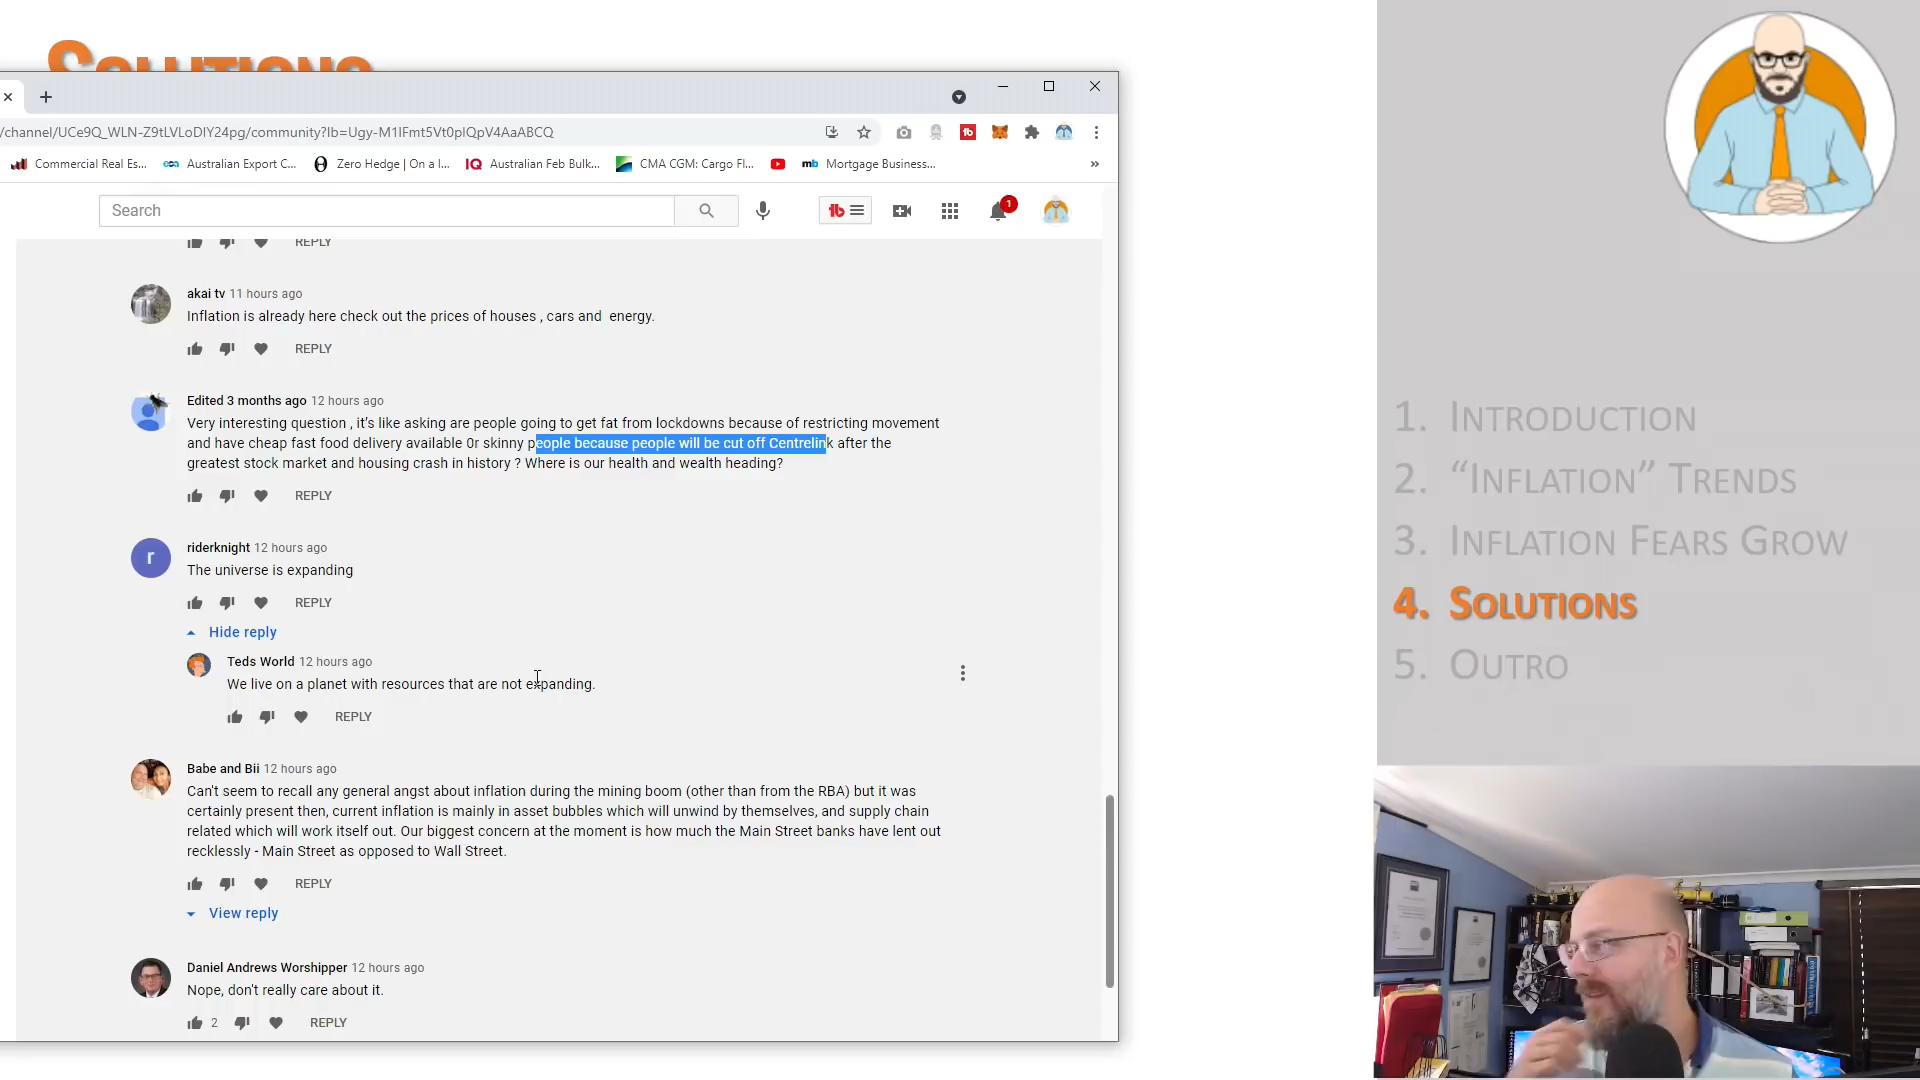 SOLUTIONS
/channel/UCe9Q_WLN-Z9tLVLoDIY24pg/community?lb=Ugy-M1IFmt5Vt0plQpV4AaABCQ
Commercial Real Es...
Australian Export C...
Zero Hedge | On a l...
IQ
Australian Feb Bulk...
CMA CGM: Cargo Fl...
mb
Mortgage Business...
»
Search
tb
1
REPLY
akai tv 11 hours ago
Inflation is already here check out the prices of houses , cars and energy.
REPLY
Edited 3 months ago 12 hours ago
Very interesting question , it's like asking are people going to get fat from lockdowns because of restricting movement
and have cheap fast food delivery available 0r skinny people because people will be cut off Centrelink after the
greatest stock market and housing crash in history ? Where is our health and wealth heading?
REPLY
r
riderknight 12 hours ago
The universe is expanding
REPLY
Hide reply
Teds World 12 hours ago
We live on a planet with resources that are not expanding.
REPLY
Babe and Bii 12 hours ago
Can't seem to recall any general angst about inflation during the mining boom (other than from the RBA) but it was
certainly present then, current inflation is mainly in asset bubbles which will unwind by themselves, and supply chain
related which will work itself out. Our biggest concern at the moment is how much the Main Street banks have lent out
recklessly - Main Street as opposed to Wall Street.
REPLY
View reply
Daniel Andrews Worshipper 12 hours ago
Nope, don't really care about it.
2
REPLY
1. INTRODUCTION
2. "INFLATION" TRENDS
3. INFLATION FEARS GROW
4. SOLUTIONS
5. OUTRO